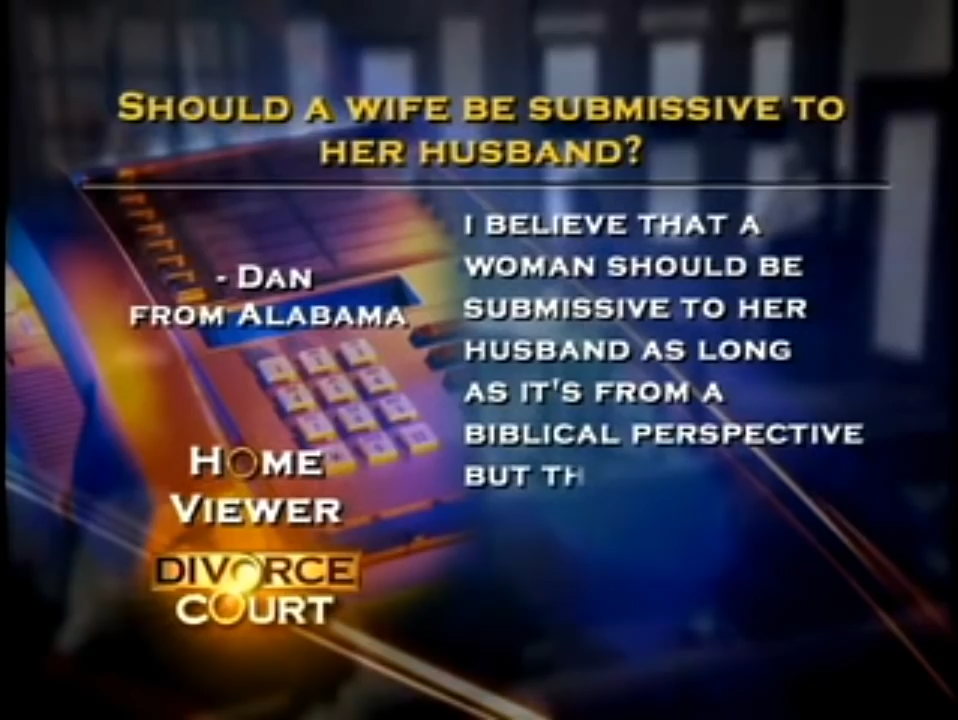 SHOULD A WIFE BE SUBMISSIVE TO
HER HUSBAND?
- DAN
FROM ALABAMA
I BELIEVE THAT A
WOMAN SHOULD BE
SUBMISSIVE TO HER
HUSBAND AS LONG
AS IT'S FROM A
BIBLICAL PERSPECTIVE
BUT TH
HOME
VIEWER
DIVORCE
COURT